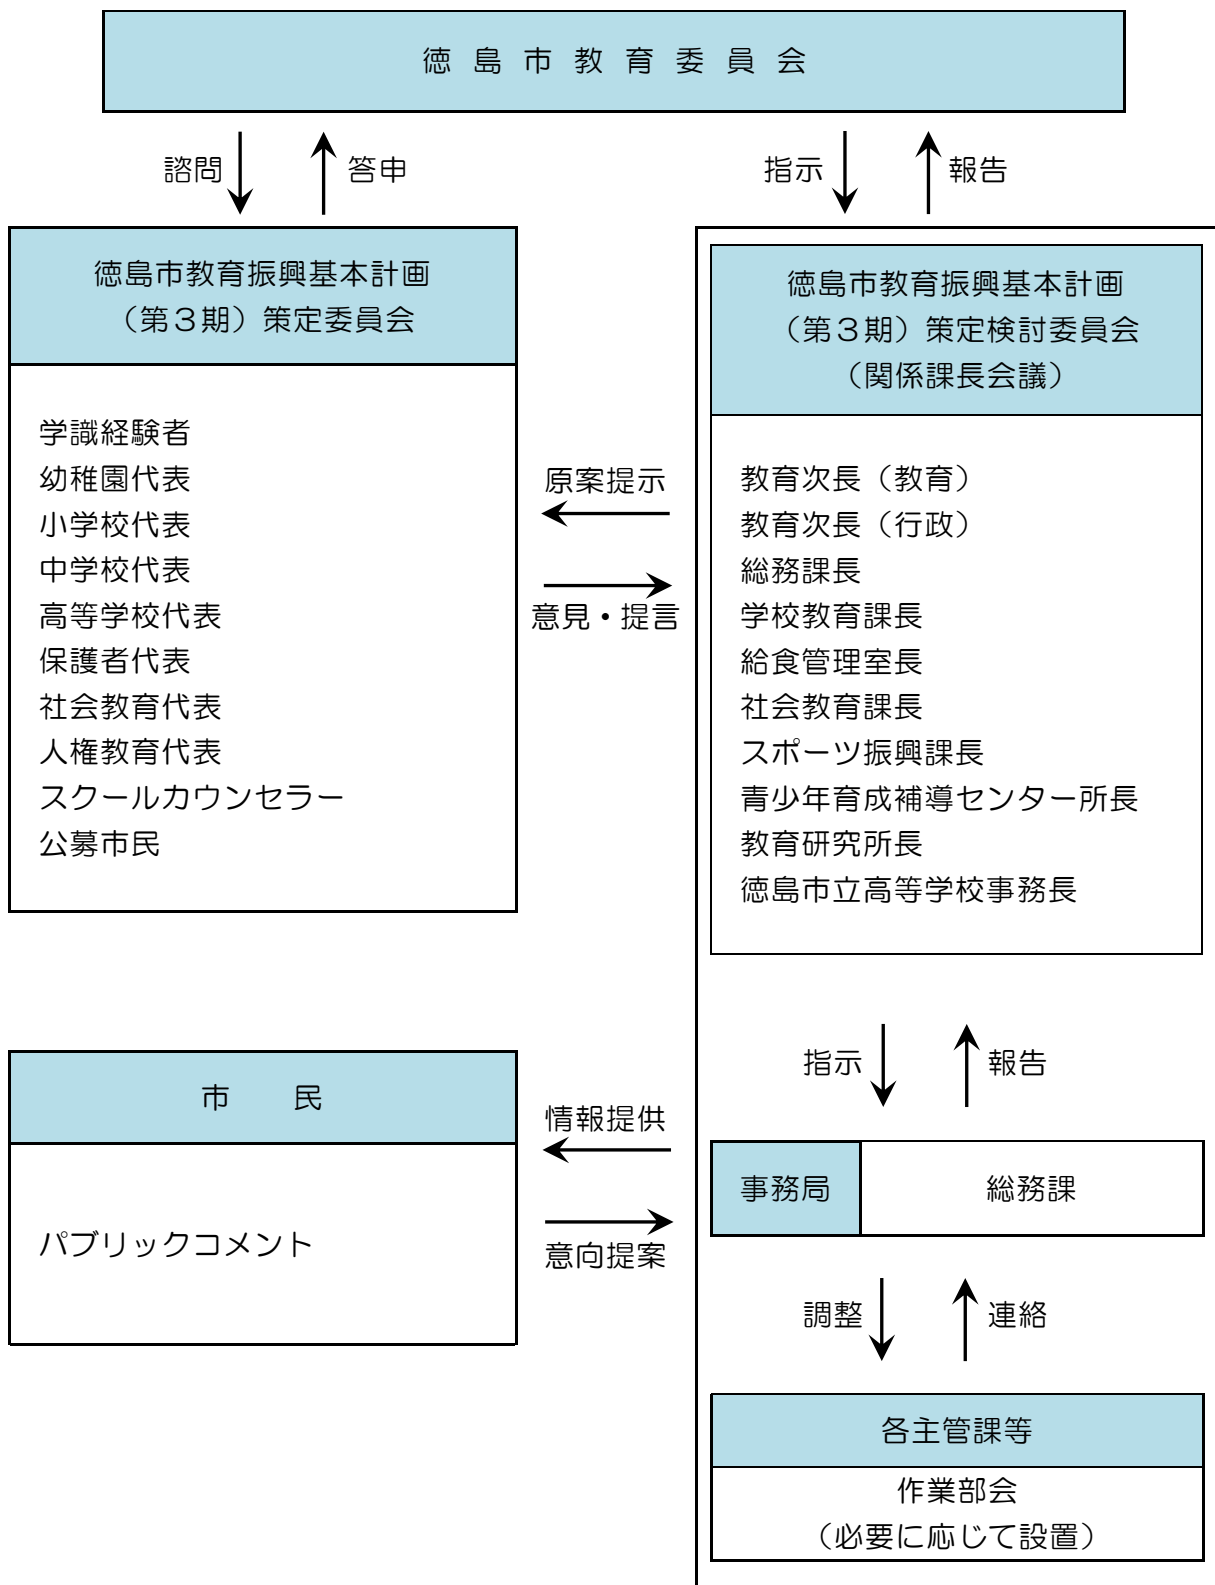 徳島市教育委員会
諮問
答申
指示
報告
徳島市教育振興基本計画
（第３期）策定委員会
学識経験者
幼稚園代表
小学校代表
中学校代表
高等学校代表
保護者代表
社会教育代表
人権教育代表
スクールカウンセラー
公募市民
原案提示
意見・提言
徳島市教育振興基本計画
（第３期）策定検討委員会
（関係課長会議）
教育次長（教育）
教育次長（行政）
総務課長
学校教育課長
給食管理室長
社会教育課長
スポーツ振興課長
青少年育成補導センター所長
教育研究所長
徳島市立高等学校事務長
指示
報告
市　民
パブリックコメント
情報提供
意向提案
事務局
総務課
調整
連絡
各主管課等
作業部会
（必要に応じて設置）